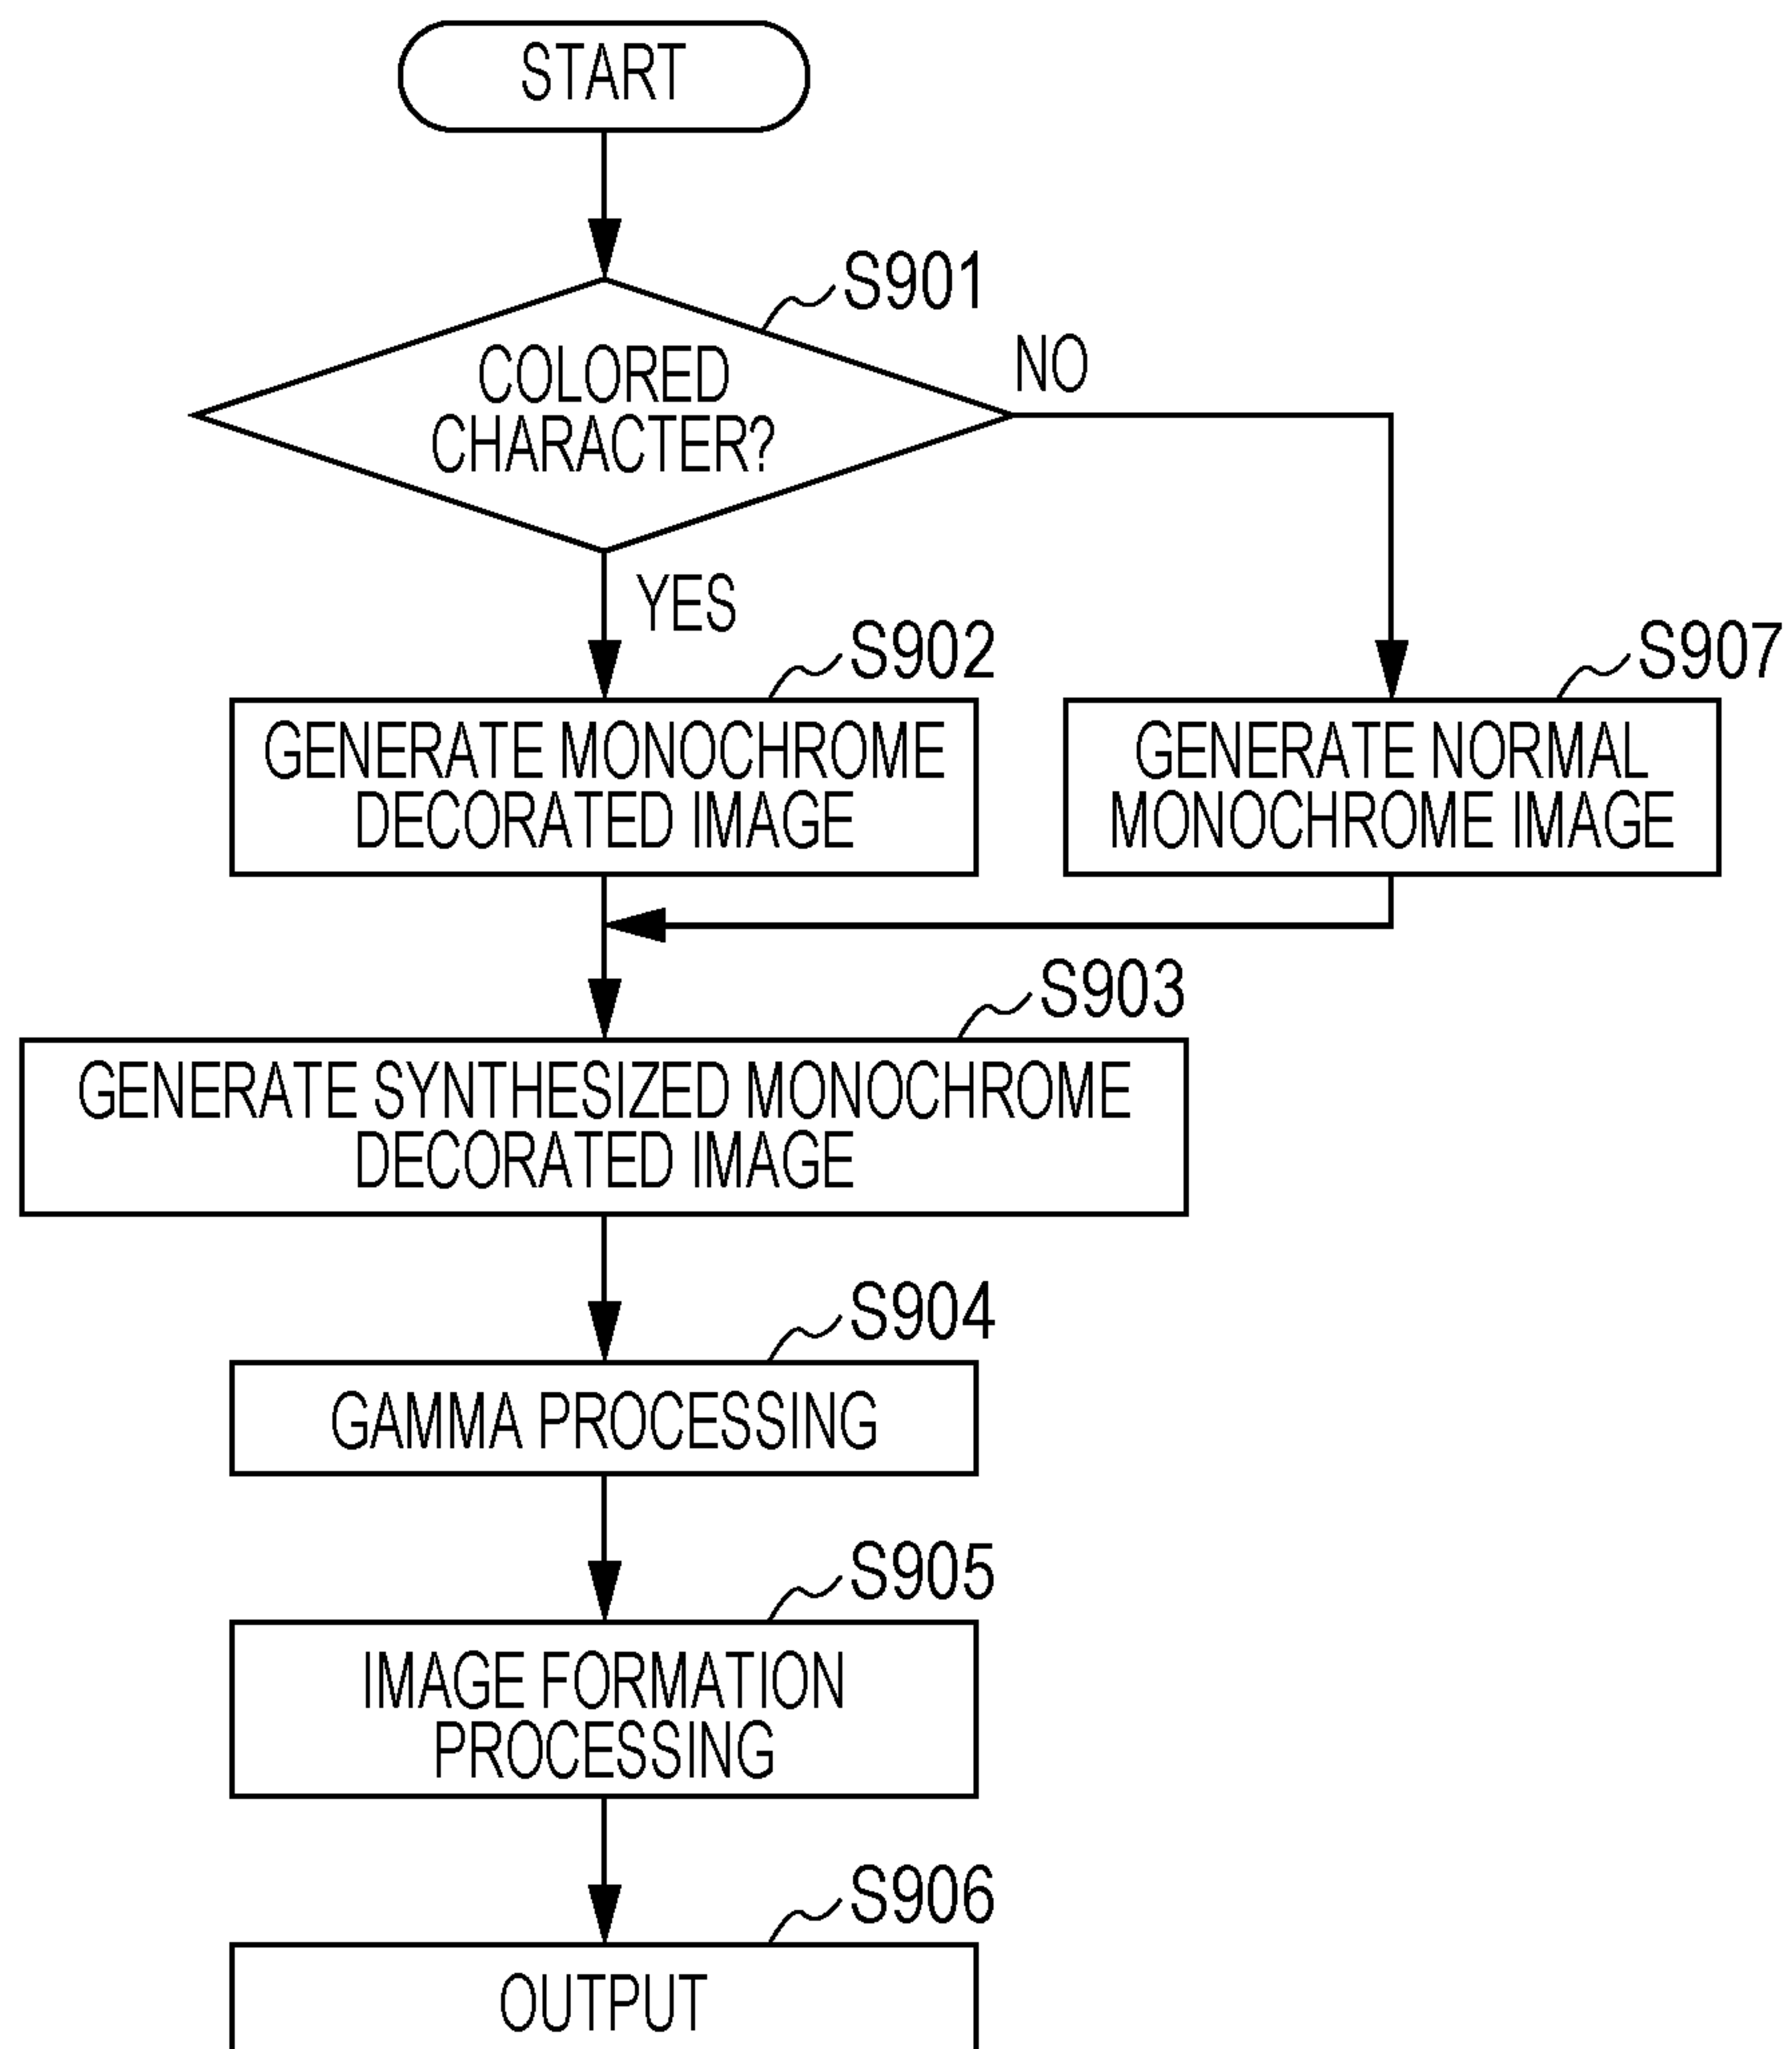 START
S901
COLORED
CHARACTER?
NO
YES
S902
GENERATE MONOCHROME
DECORATED IMAGE
S907
GENERATE NORMAL
MONOCHROME IMAGE
S903
GENERATE SYNTHESIZED MONOCHROME
DECORATED IMAGE
S904
GAMMA PROCESSING
S905
IMAGE FORMATION
PROCESSING
S906
OUTPUT